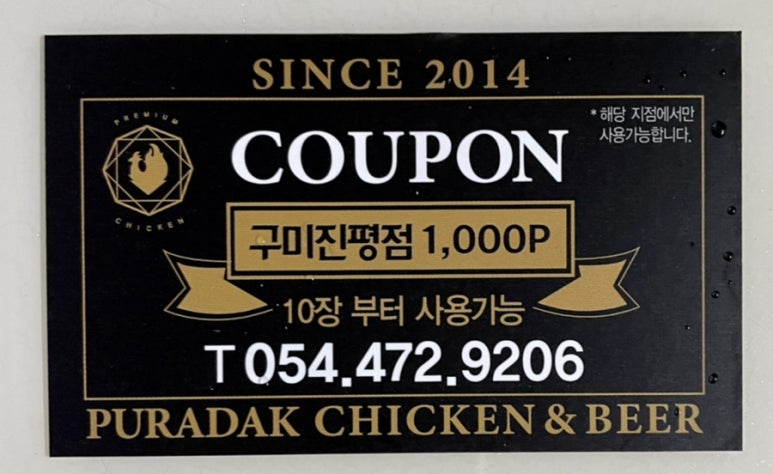 SINCE 2014
PREMIUM
CHICKEN
COUPON
* 해당 지점에서만
사용가능합니다.
구미진평점 1,000P
10장 부터 사용가능
T 054.472.9206
PURADAK CHICKEN & BEER